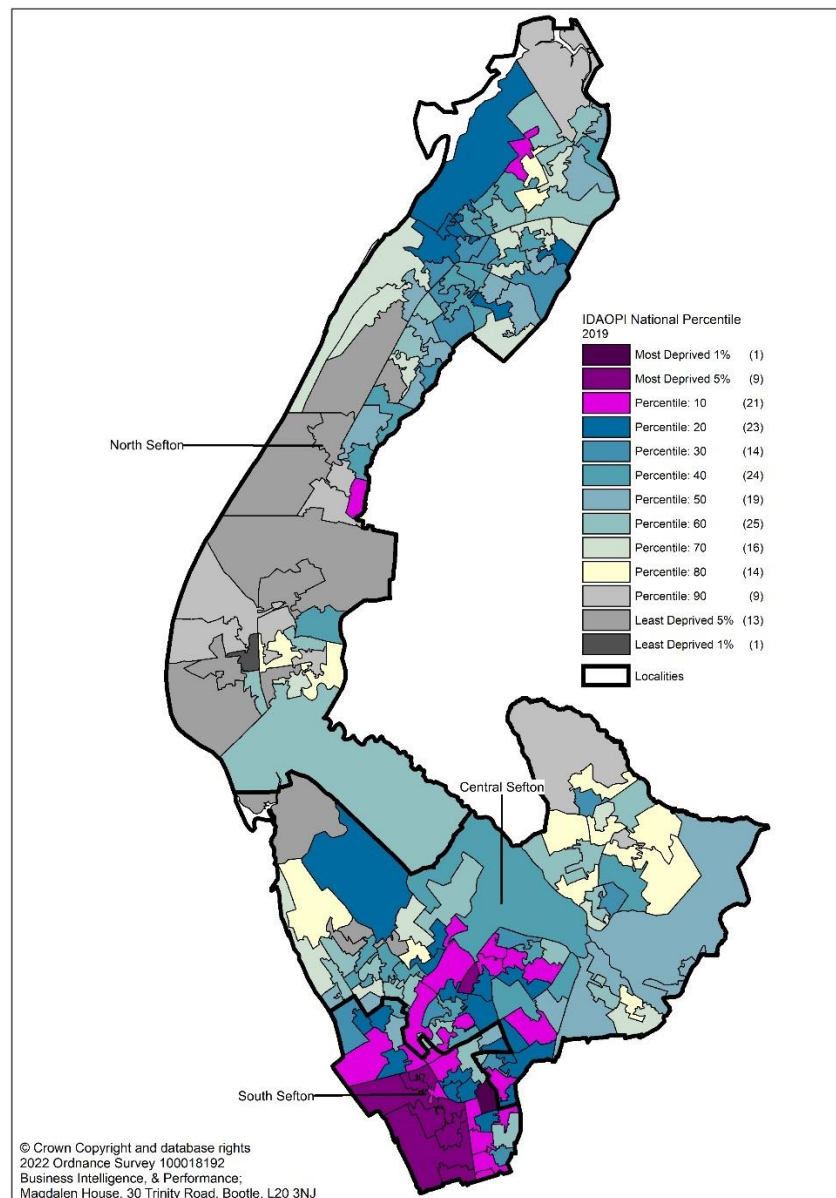 IDAOPI National Percentile
2019
Most Deprived 1% (1)
Most Deprived 5% (9)
Percentile: 10 (21)
Percentile: 20 (23)
Percentile: 30 (14)
Percentile: 40 (24)
Percentile: 50 (19)
Percentile: 60 (25)
Percentile: 70 (16)
Percentile: 80 (14)
Percentile: 90 (9)
Least Deprived 5% (13)
Least Deprived 1% (1)
Localities
North Sefton
Central Sefton
South Sefton
© Crown Copyright and database rights
2022 Ordnance Survey 100018192
Business Intelligence, & Performance;
Magdalen House, 30 Trinity Road, Bootle, L20 3NJ